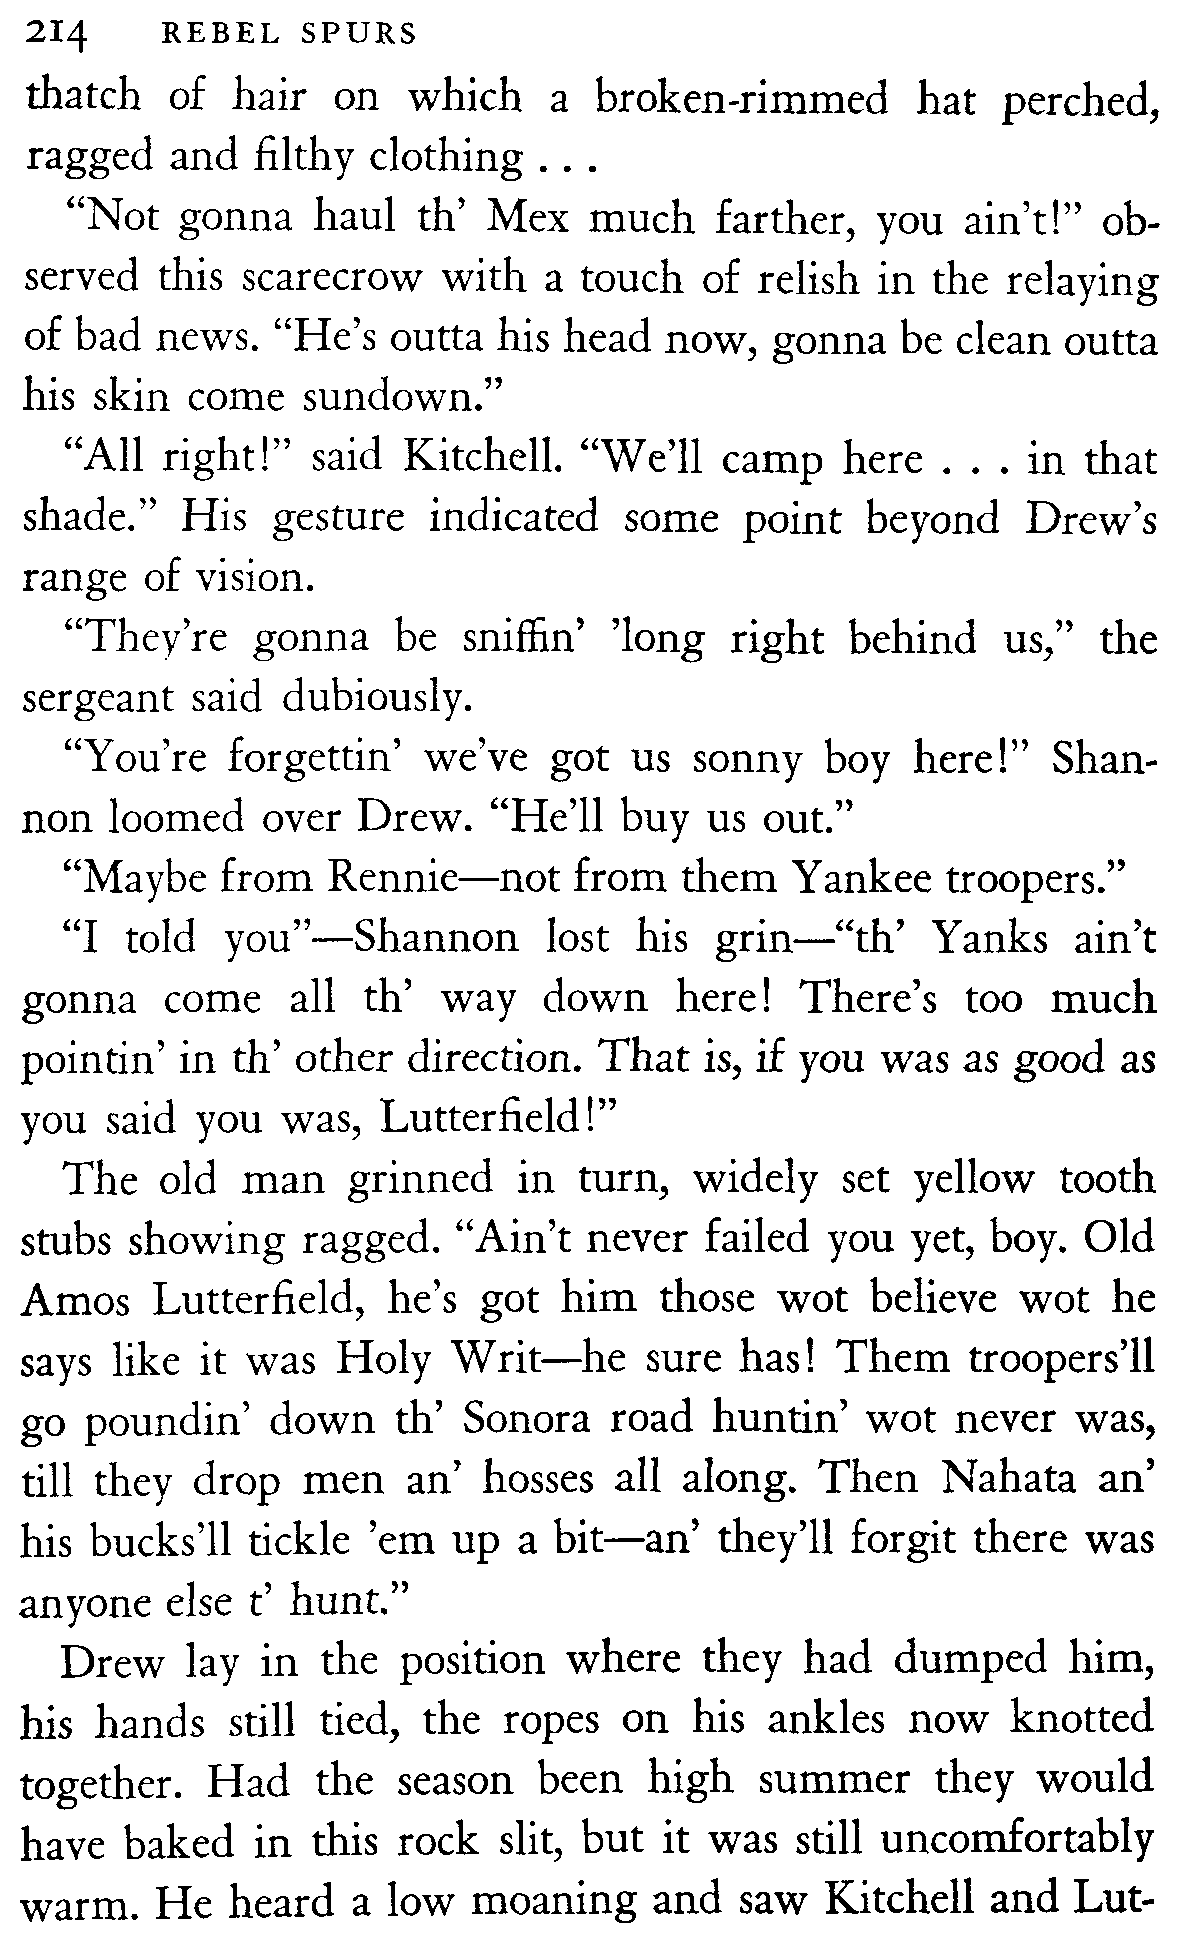 214 REBEL SPURS
thatch of hair on which a broken-rimmed hat perched,
ragged and filthy clothing . . .
“Not gonna haul th’ Mex much farther, you ain’t!” ob-
served this scarecrow with a touch of relish in the relaying
of bad news. “He’s outta his head now, gonna be clean outta
his skin come sundown.”
“All right!” said Kitchell. “We’ll camp here . . . in that
shade.” His gesture indicated some point beyond Drew’s
range of vision.
“They’re gonna be sniffin’ ’long right behind us,” the
sergeant said dubiously.
“You’re forgettin’ we’ve got us sonny boy here!” Shan-
non loomed over Drew. “He’ll buy us out.”
“Maybe from Rennie—not from them Yankee troopers.”
“I told you”—Shannon lost his grin—“th’ Yanks ain’t
gonna come all th’ way down here! There’s too much
pointin’ in th’ other direction. That is, if you was as good as
you said you was, Lutterfield!”
The old man grinned in turn, widely set yellow tooth
stubs showing ragged. “Ain’t never failed you yet, boy. Old
Amos Lutterfield, he’s got him those wot believe wot he
says like it was Holy Writ—he sure has! Them troopers’ll
go poundin’ down th’ Sonora road huntin’ wot never was,
till they drop men an’ hosses all along. Then Nahata an’
his bucks’ll tickle ’em up a bit—an’ they’ll forgit there was
anyone else t’ hunt.”
Drew lay in the position where they had dumped him,
his hands still tied, the ropes on his ankles now knotted
together. Had the season been high summer they would
have baked in this rock slit, but it was still uncomfortably
warm. He heard a low moaning and saw Kitchell and Lut-